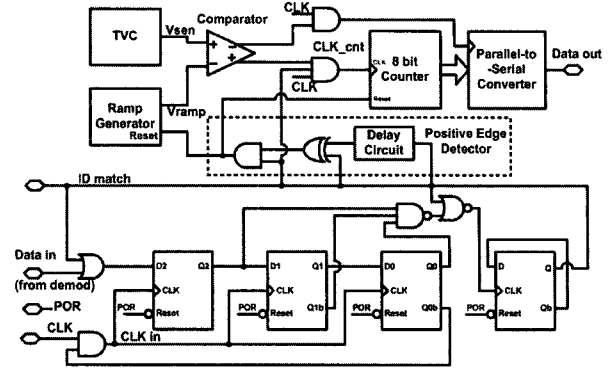 CLK
Comparator
TVC
Vsen
CLK_cnt
CLK
CLK
8 bit
Counter
Reset
Parallel-to
-Serial
Converter
Data out
Ramp
Generator
Reset
Vramp
Delay
Circuit
Positive Edge
Detector
ID match
Data in
(from demod)
POR
CLK
CLK in
D2
Q2
CLK
POR
Reset
D1
Q1
CLK
POR
Reset
Q1b
D0
Q0
CLK
POR
Reset
Q0b
D
Q
CLK
POR
Reset
Qb